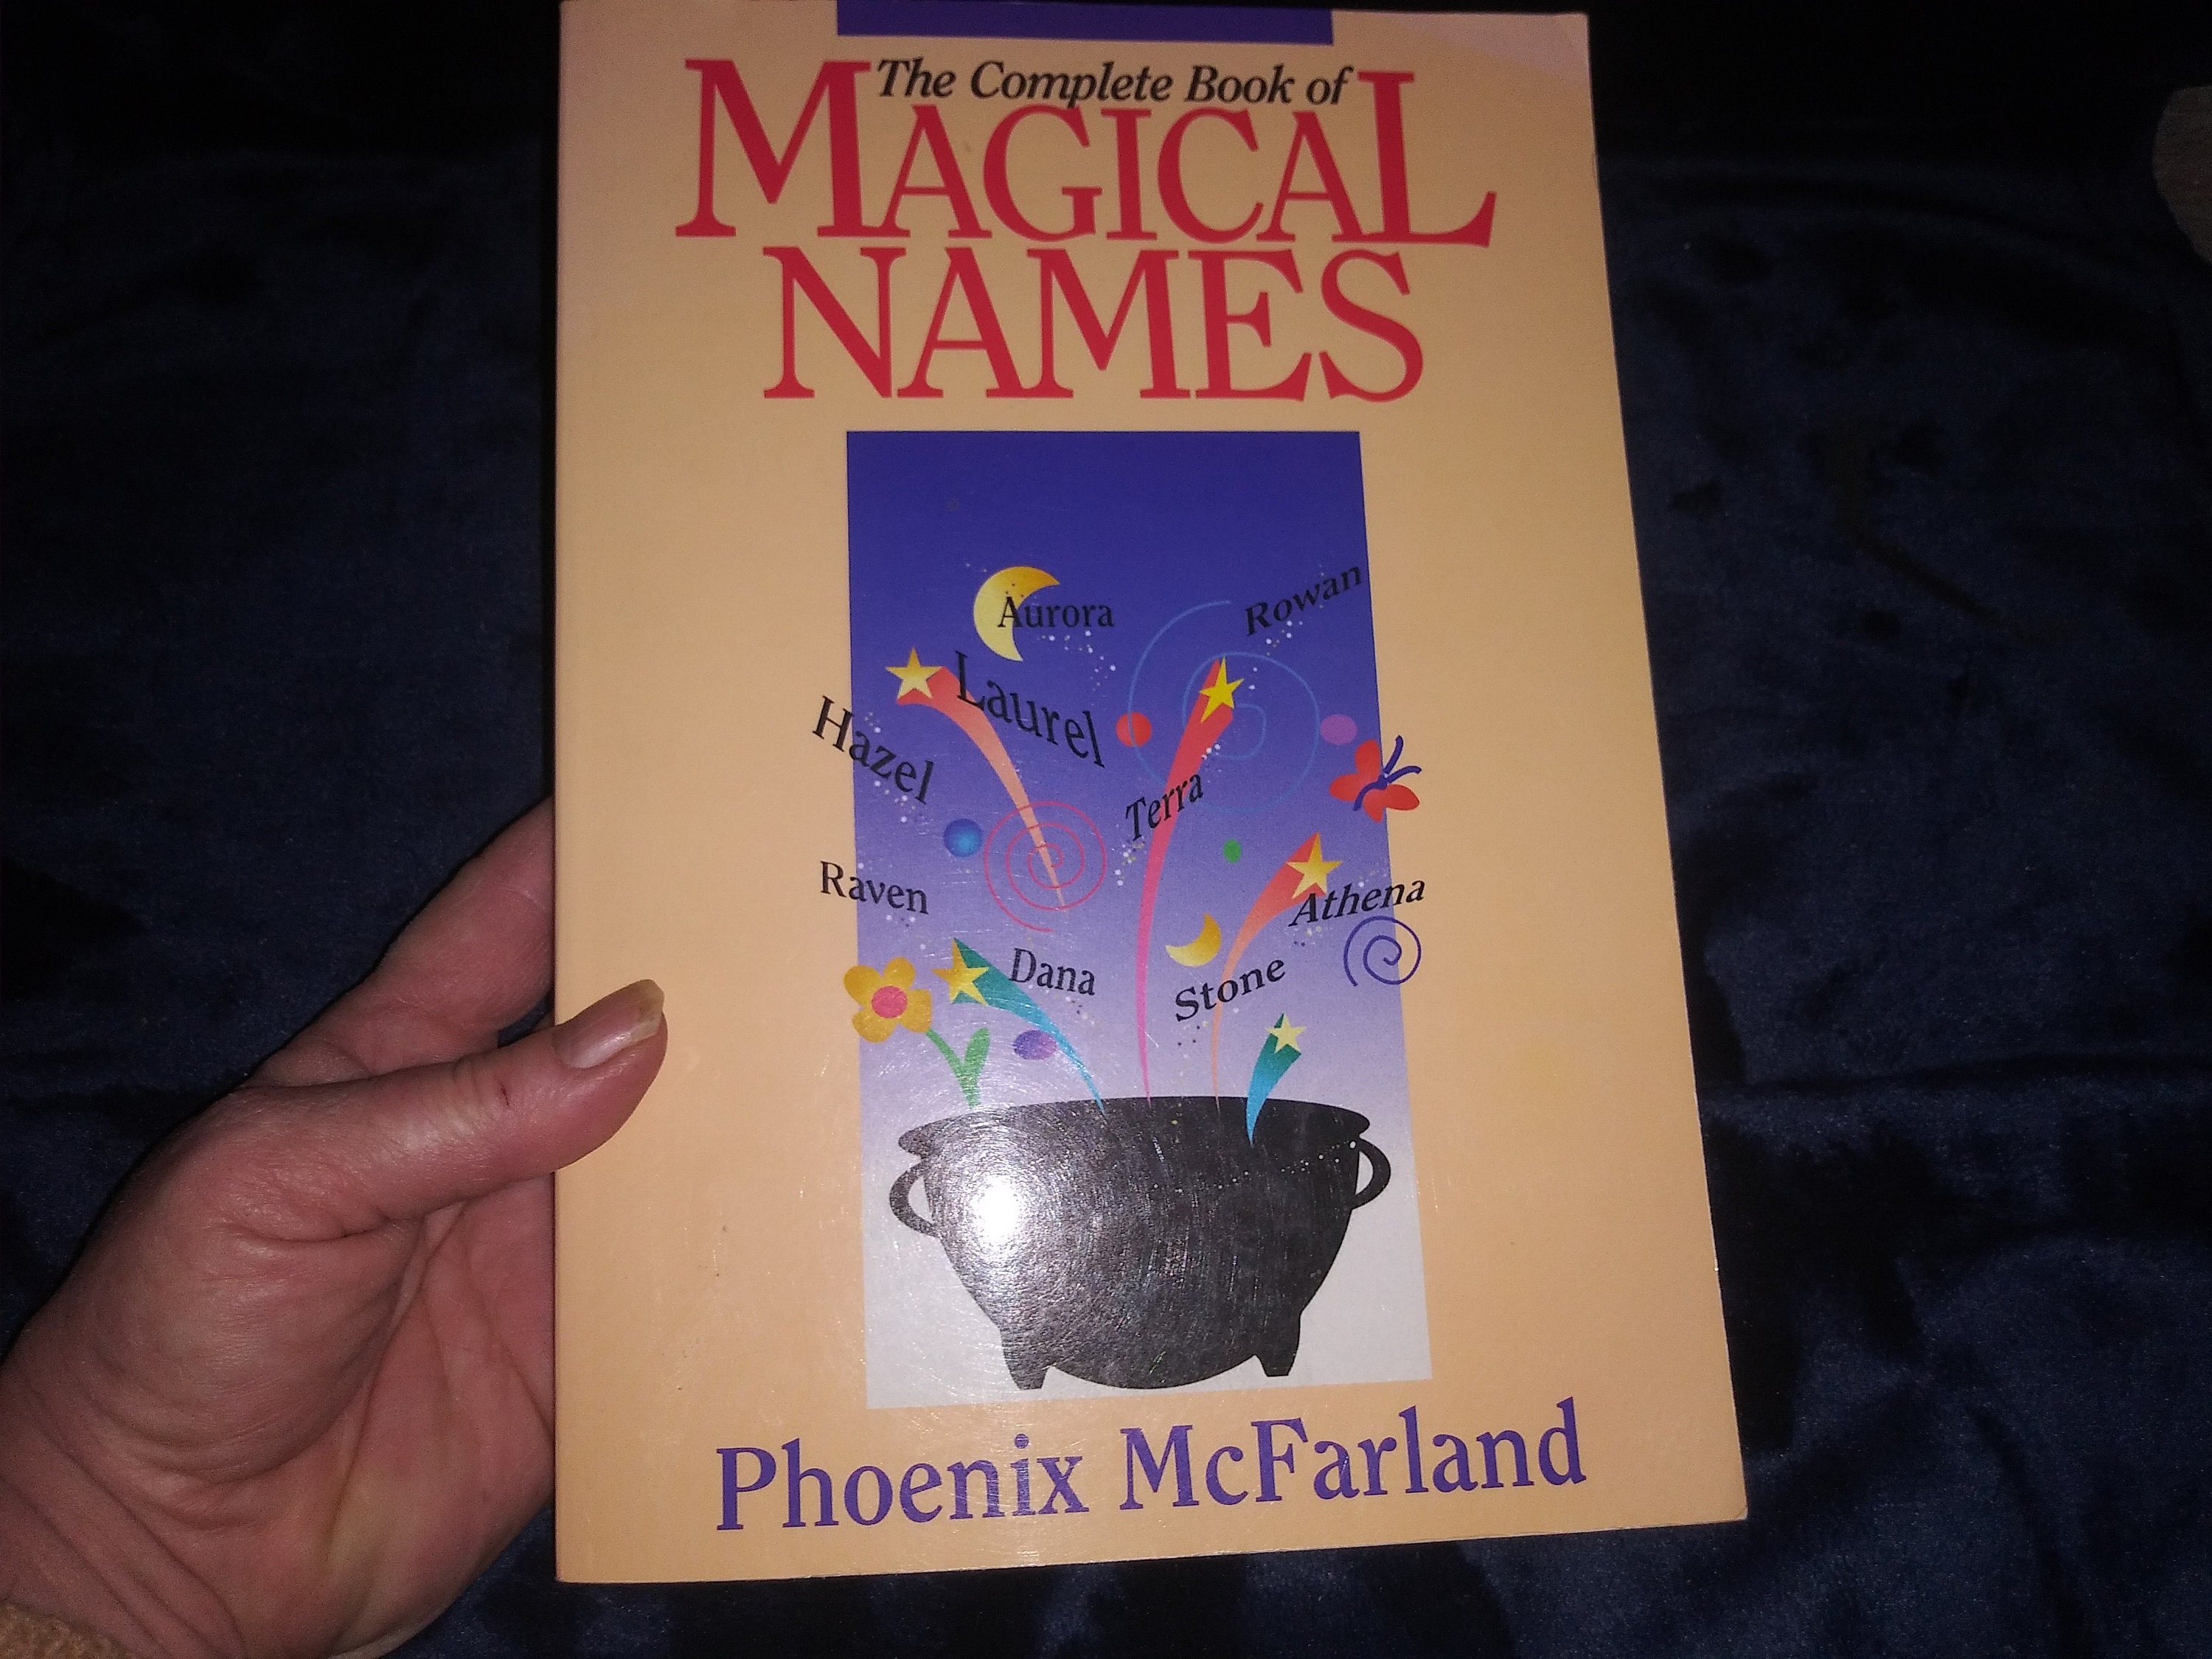 The Complete Book of
MAGICAL
NAMES
Aurora
Rowan
Laurel
Hazel
Terra
Raven
Athena
Dana
Stone
Phoenix McFarland